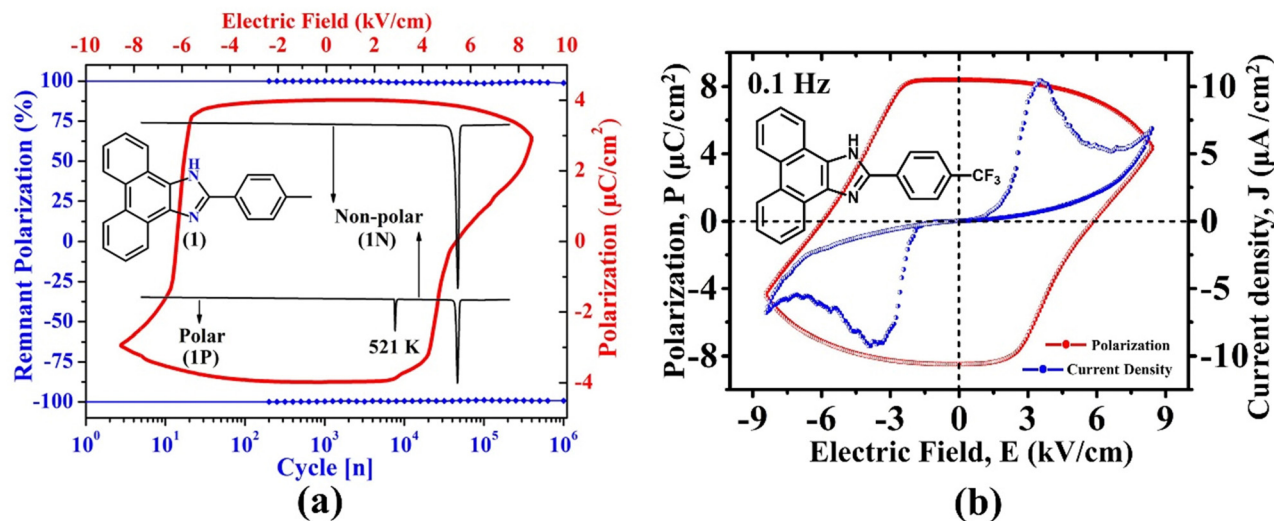 Electric Field (kV/cm)
-10 -8 -6 -4 -2 0 2 4 6 8 10
Remnant Polarization (%)
100
75
50
25
0
-25
-50
-75
-100
H
N
N
(1)
Non-polar
(1N)
Polar
(1P)
521 K
4
2
0
-2
-4
Polarization (μC/cm²)
10⁰ 10¹ 10² 10³ 10⁴ 10⁵ 10⁶
Cycle [n]
(a)
Polarization, P (μC/cm²)
8
4
0
-4
-8
0.1 Hz
H
N
N
CF₃
Polarization
Current Density
10
5
0
-5
-10
Current density, J (μA /cm²)
-9 -6 -3 0 3 6 9
Electric Field, E (kV/cm)
(b)